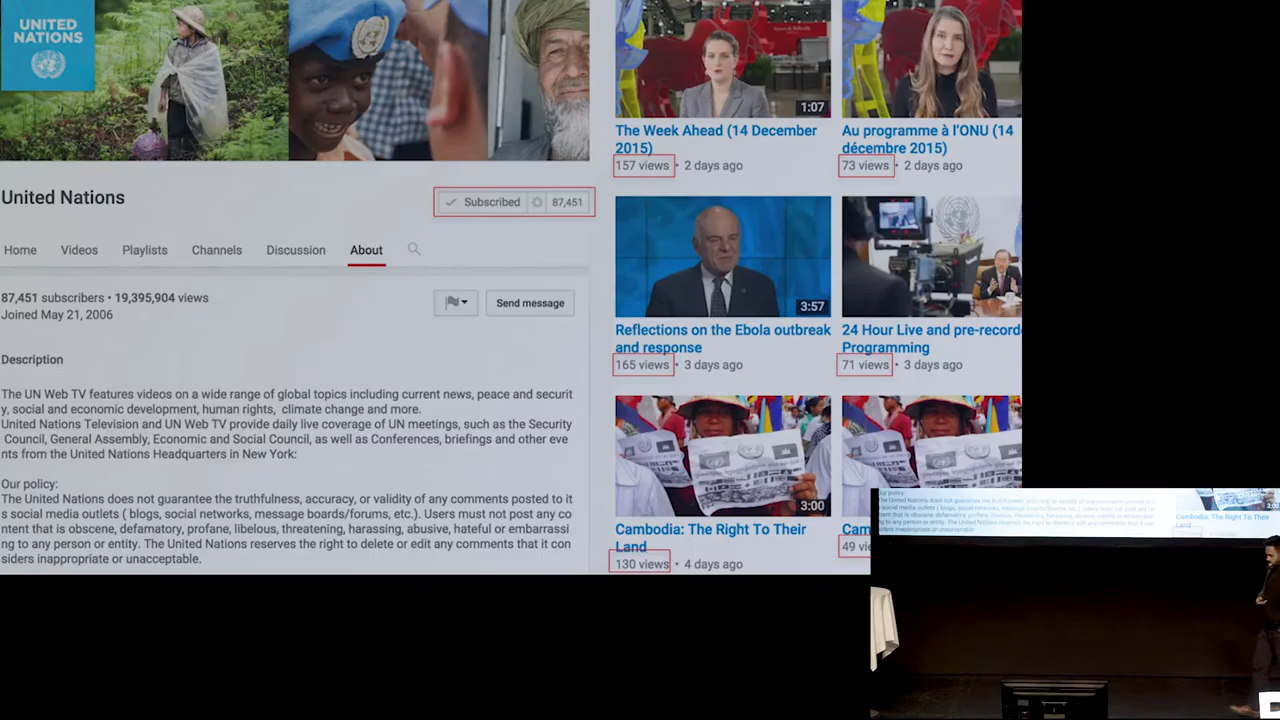 UNITED
NATIONS
United Nations
Subscribed 87,451
Home Videos Playlists Channels Discussion About
87,451 subscribers • 19,395,904 views
Joined May 21, 2006
Send message
Description
The UN Web TV features videos on a wide range of global topics including current news, peace and securit
y, social and economic development, human rights, climate change and more.
United Nations Television and UN Web TV provide daily live coverage of UN meetings, such as the Security
Council, General Assembly, Economic and Social Council, as well as Conferences, briefings and other eve
nts from the United Nations Headquarters in New York:
Our policy:
The United Nations does not guarantee the truthfulness, accuracy, or validity of any comments posted to it
s social media outlets ( blogs, social networks, message boards/forums, etc.). Users must not post any co
ntent that is obscene, defamatory, profane, libelous, threatening, harassing, abusive, hateful or embarrassi
ng to any person or entity. The United Nations reserves the right to delete or edit any comments that it con
siders inappropriate or unacceptable.
1:07
The Week Ahead (14 December
2015)
157 views • 2 days ago
Au programme à l'ONU (14
décembre 2015)
73 views • 2 days ago
3:57
Reflections on the Ebola outbreak
and response
165 views • 3 days ago
24 Hour Live and pre-recorde
Programming
71 views • 3 days ago
3:00
Cambodia: The Right To Their
Land
130 views • 4 days ago
Cam
49 vie
Our policy:
Cambodia: The Right To Their
Land
3:00